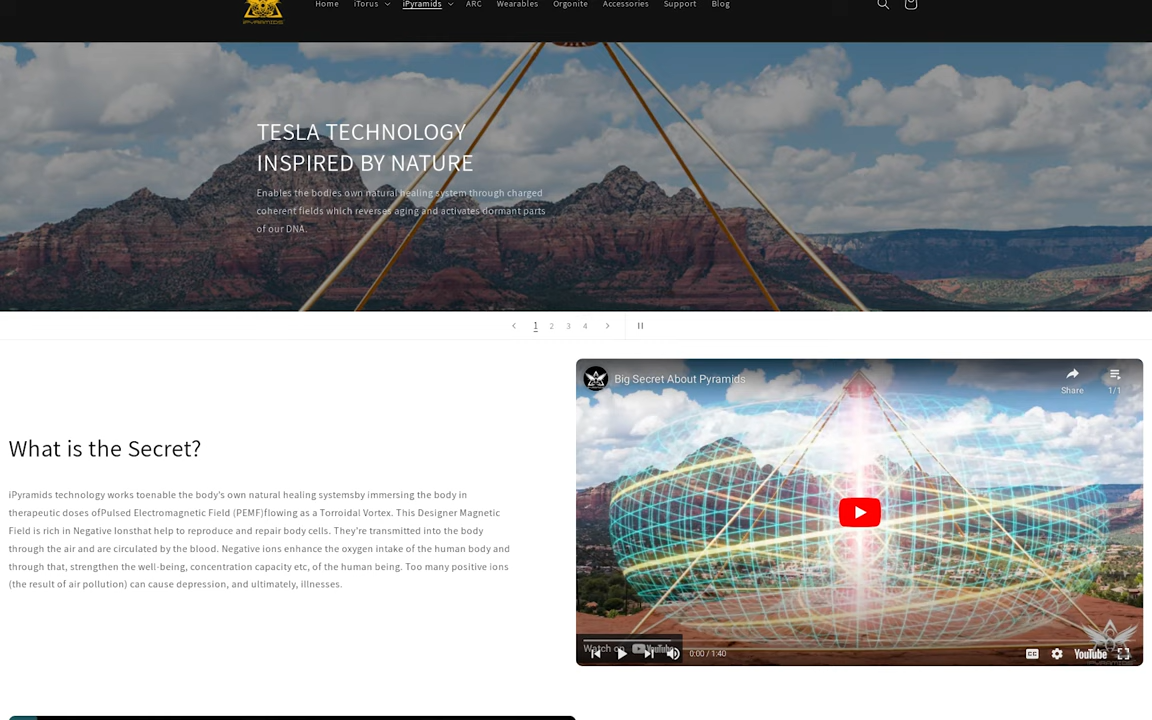 iPYRAMIDS
Home iTorus iPyramids ARC Wearables Orgonite Accessories Support Blog
TESLA TECHNOLOGY
INSPIRED BY NATURE
Enables the bodies own natural healing system through charged
coherent fields which reverses aging and activates dormant parts
of our DNA.
1 2 3 4
What is the Secret?
iPyramids technology works toenable the body's own natural healing systemsby immersing the body in
therapeutic doses ofPulsed Electromagnetic Field (PEMF)flowing as a Torroidal Vortex. This Designer Magnetic
Field is rich in Negative Ionsthat help to reproduce and repair body cells. They're transmitted into the body
through the air and are circulated by the blood. Negative ions enhance the oxygen intake of the human body and
through that, strengthen the well-being, concentration capacity etc, of the human being. Too many positive ions
(the result of air pollution) can cause depression, and ultimately, illnesses.
Big Secret About Pyramids
Share
1/1
Watch on YouTube
0:00 / 1:40
CC
YouTube
iPYRAMIDS